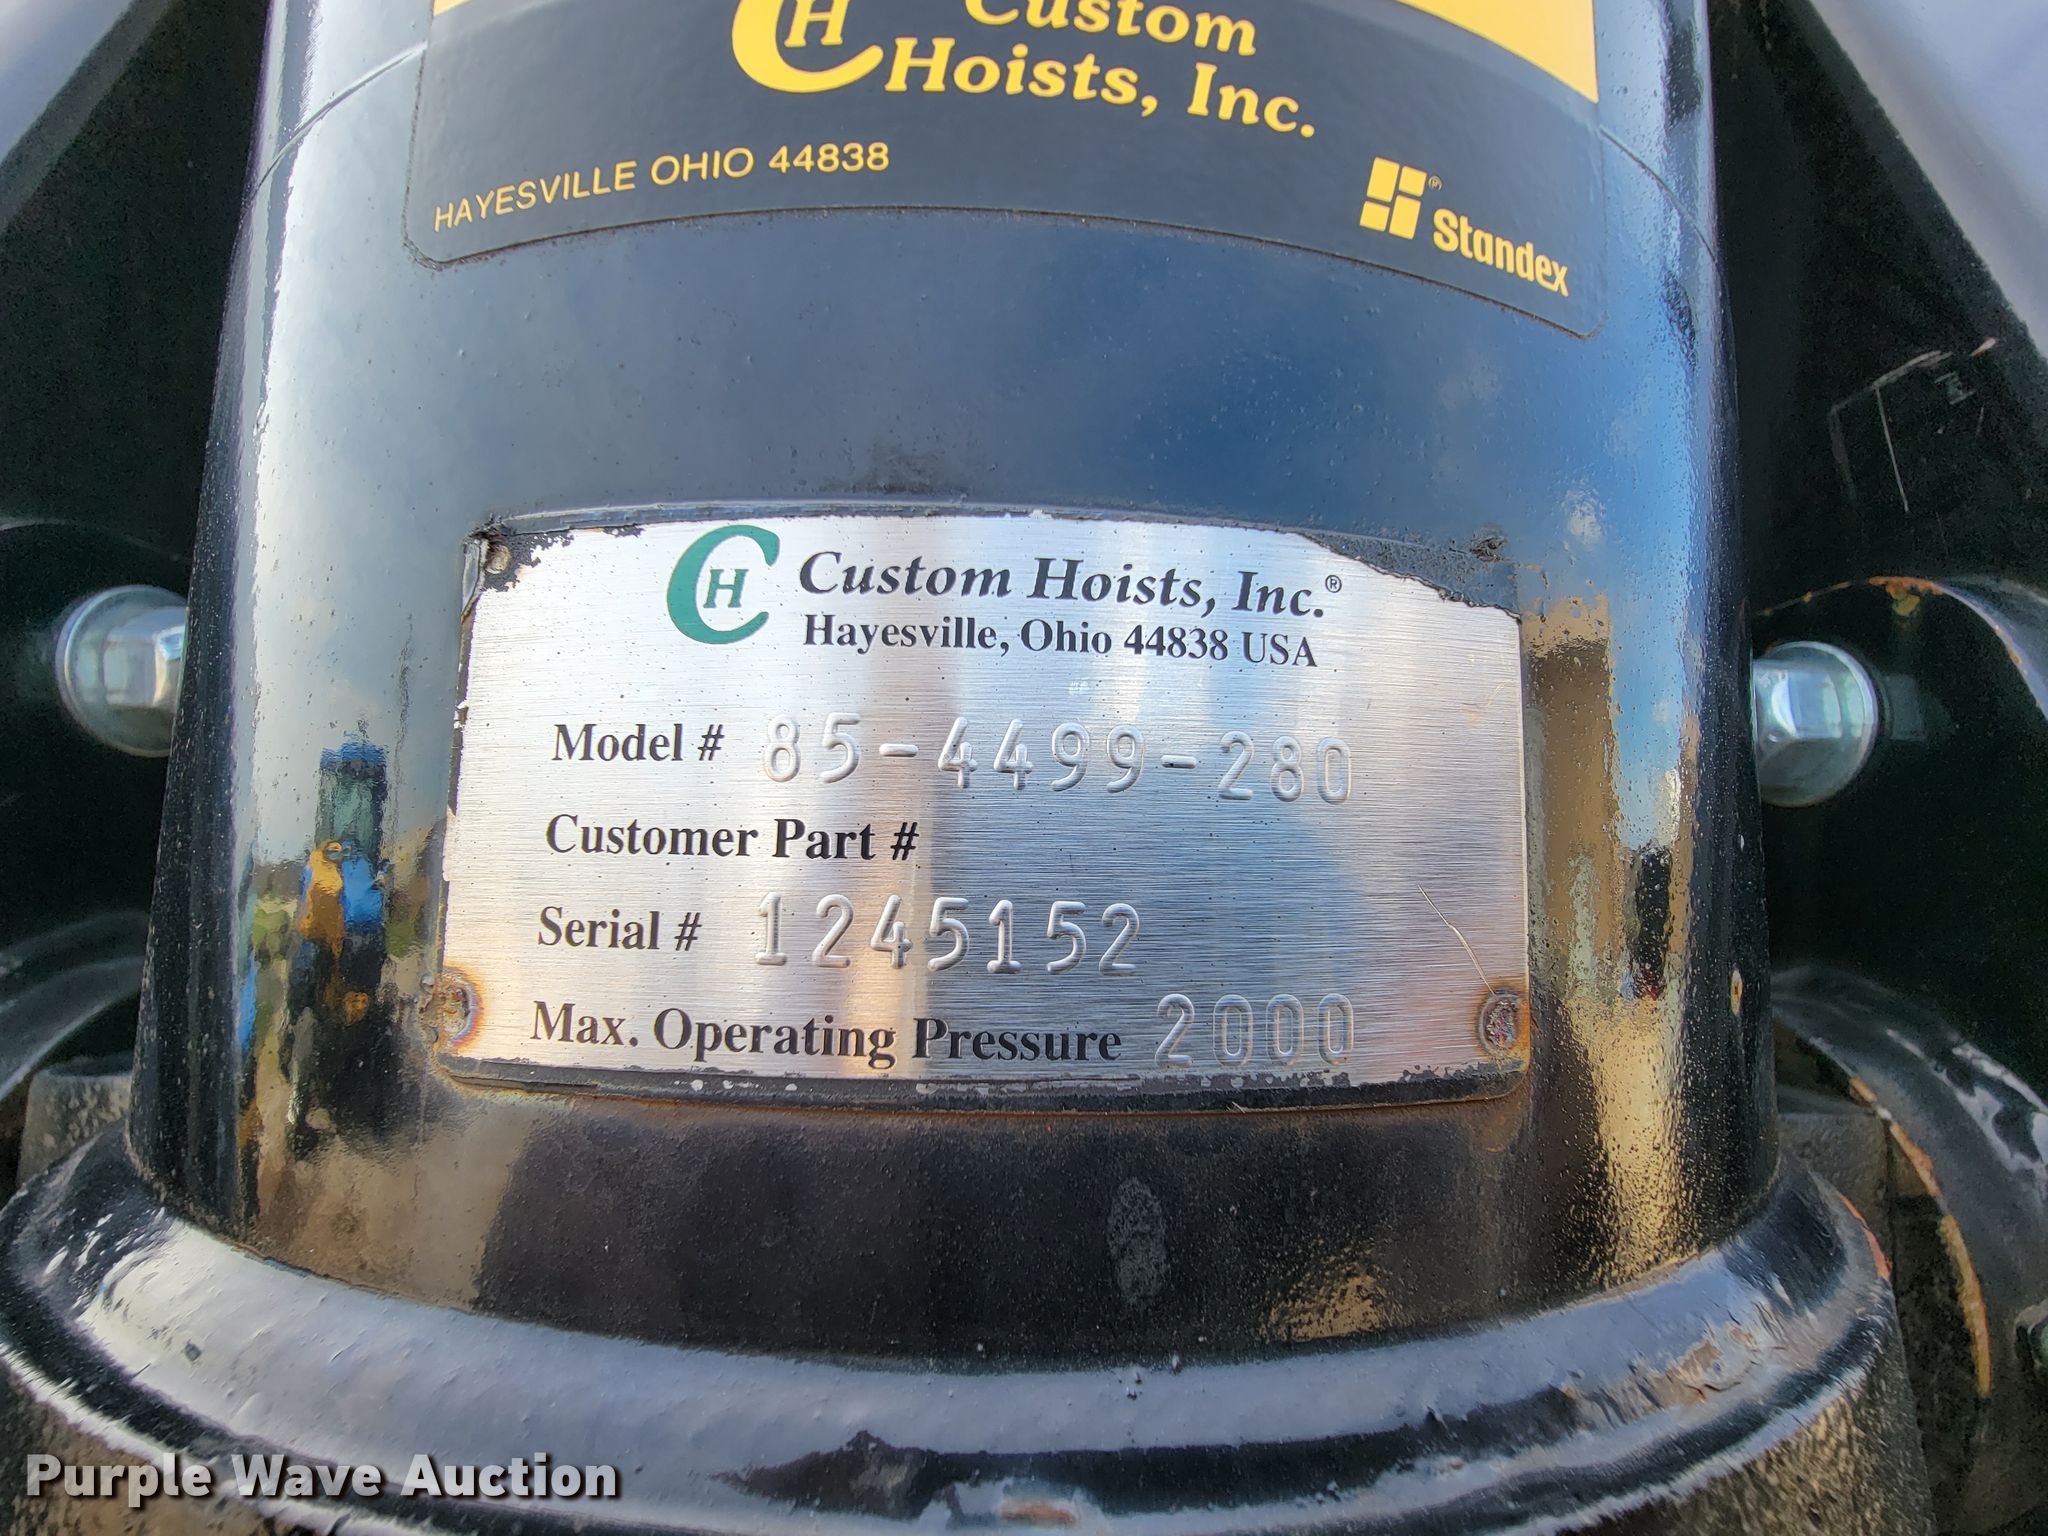 CH Custom
Hoists, Inc.
HAYESVILLE OHIO 44838
® Standex
CH Custom Hoists, Inc.®
Hayesville, Ohio 44838 USA
Model # 85-4499-280
Customer Part #
Serial # 1245152
Max. Operating Pressure 2000
Purple Wave Auction